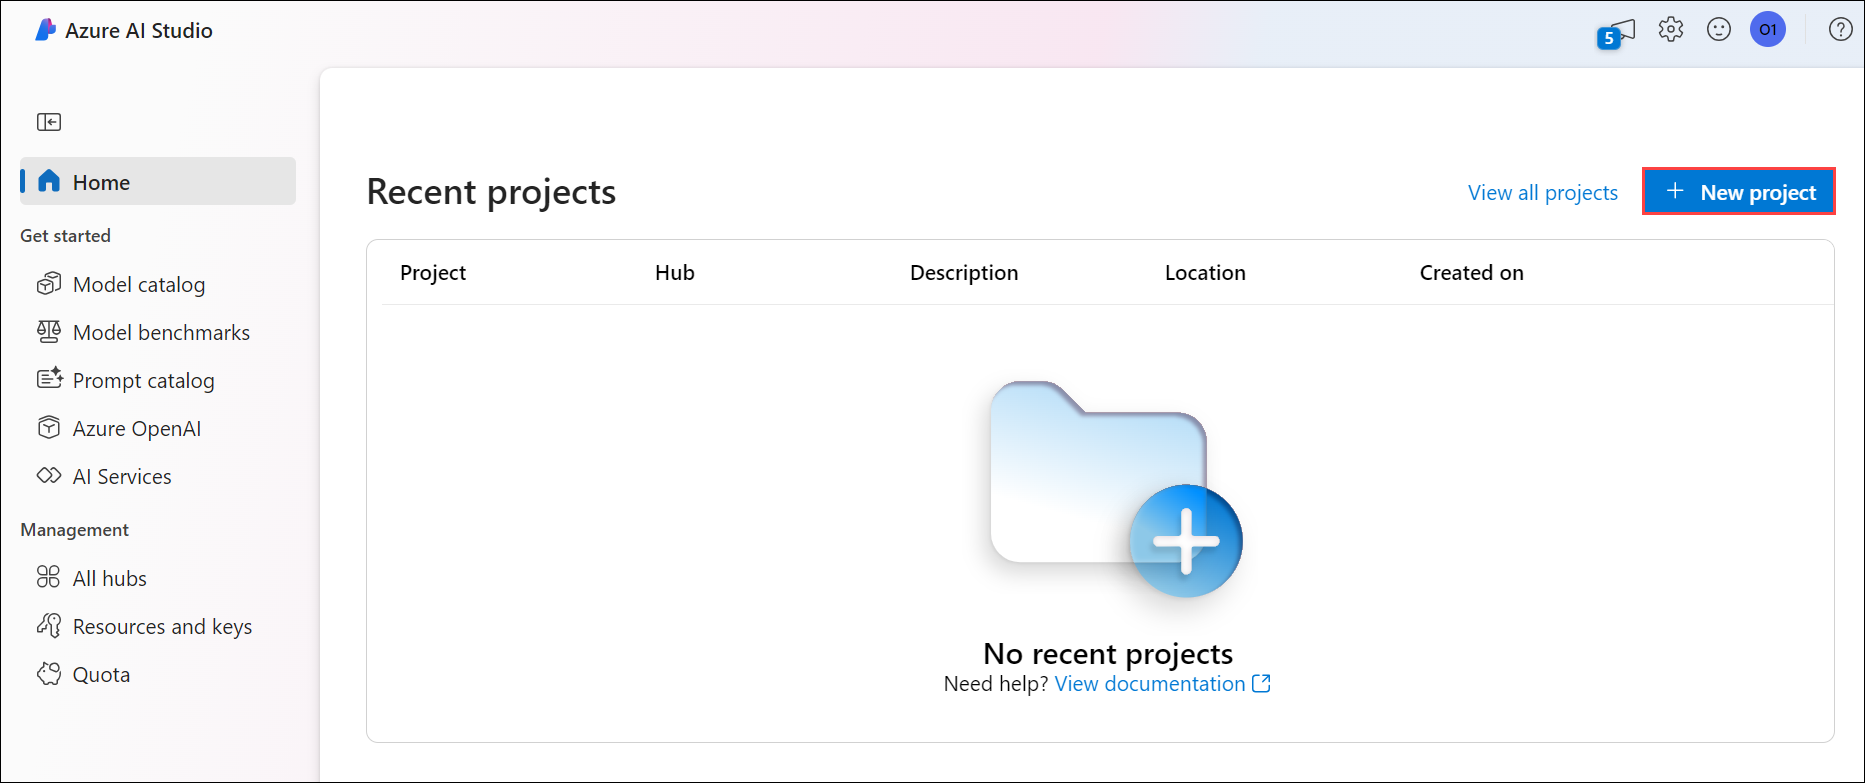 Azure AI Studio
5
O1
Home
Get started
Model catalog
Model benchmarks
Prompt catalog
Azure OpenAI
AI Services
Management
All hubs
Resources and keys
Quota
Recent projects
View all projects
+ New project
Project Hub Description Location Created on
No recent projects
Need help? View documentation